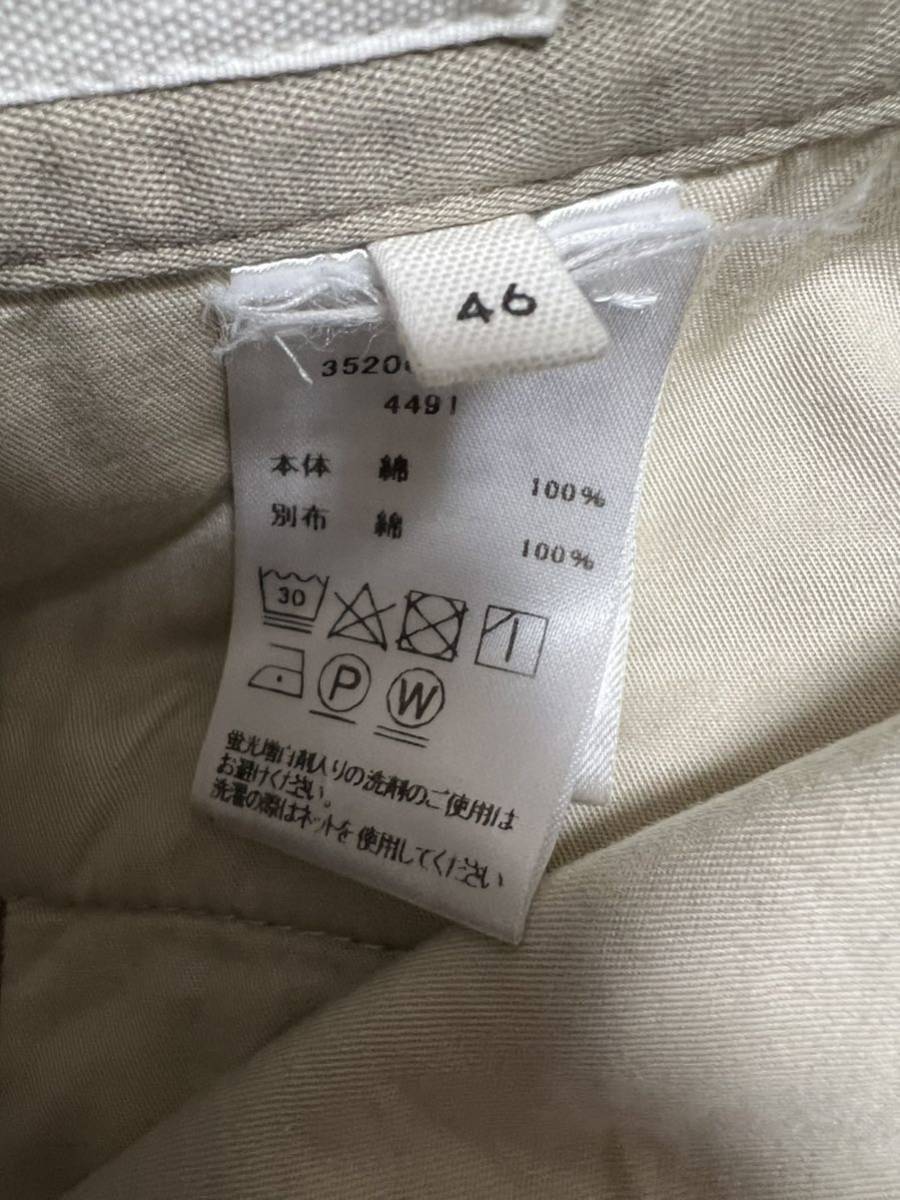 46
3520
4491
本体 綿 100%
別布 綿 100%
30
P W
蛍光増白剤入りの洗剤のご使用は
お避けください。
洗濯の際はネットを使用してください